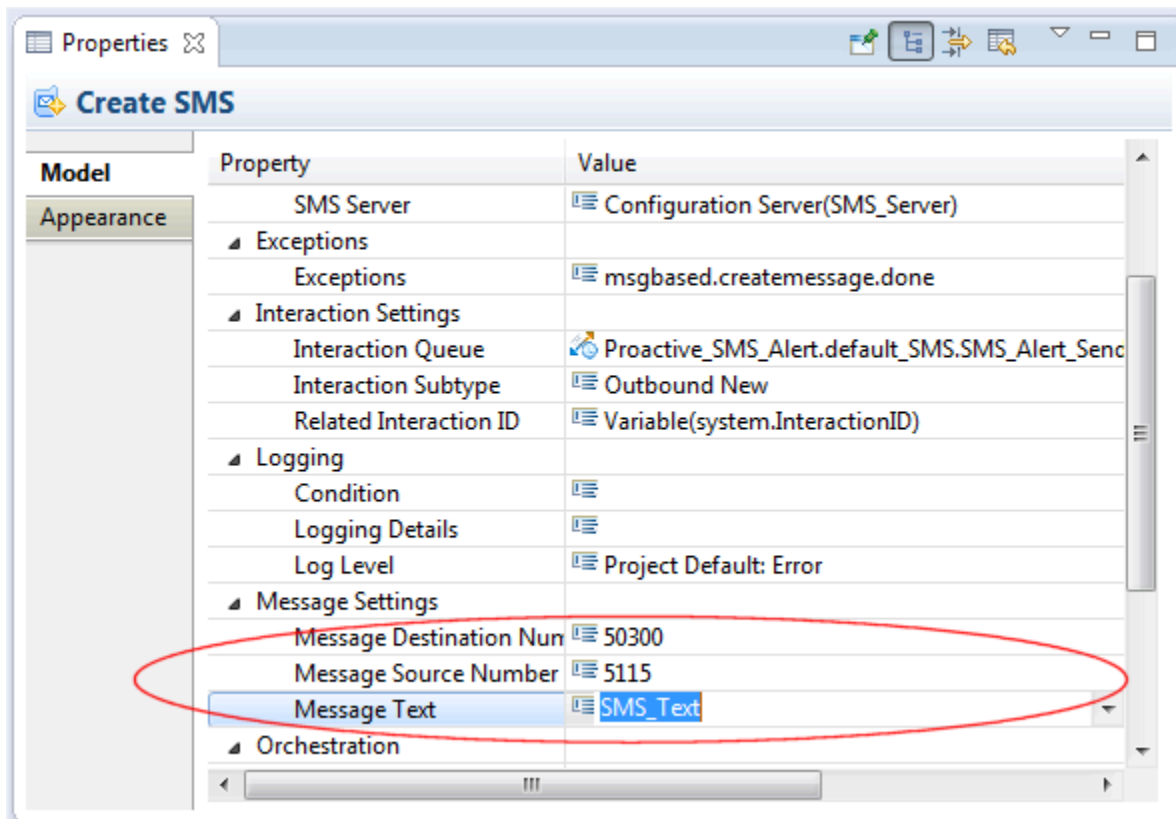 Properties
Create SMS
Model
Appearance
Property Value
SMS Server Configuration Server(SMS_Server)
Exceptions
Exceptions msgbased.createmessage.done
Interaction Settings
Interaction Queue Proactive_SMS_Alert.default_SMS.SMS_Alert_Send
Interaction Subtype Outbound New
Related Interaction ID Variable(system.InteractionID)
Logging
Condition
Logging Details
Log Level Project Default: Error
Message Settings
Message Destination Num 50300
Message Source Number 5115
Message Text SMS_Text
Orchestration